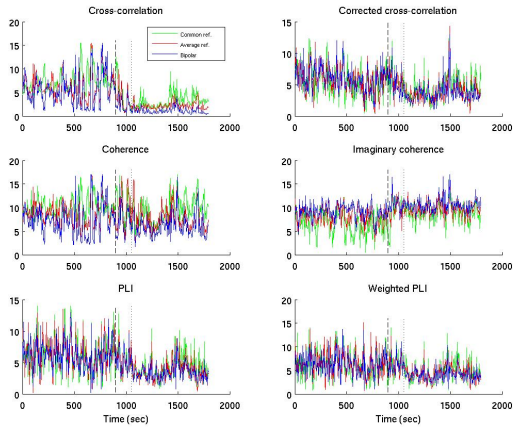 Cross-correlation
20
15
10
5
0
0 500 1000 1500 2000
Common ref.
Average ref.
Bipolar
Corrected cross-correlation
15
10
5
0
0 500 1000 1500 2000
Coherence
20
15
10
5
0
0 500 1000 1500 2000
Imaginary coherence
20
15
10
5
0
0 500 1000 1500 2000
PLI
15
10
5
0
0 500 1000 1500 2000
Time (sec)
Weighted PLI
20
15
10
5
0
0 500 1000 1500 2000
Time (sec)